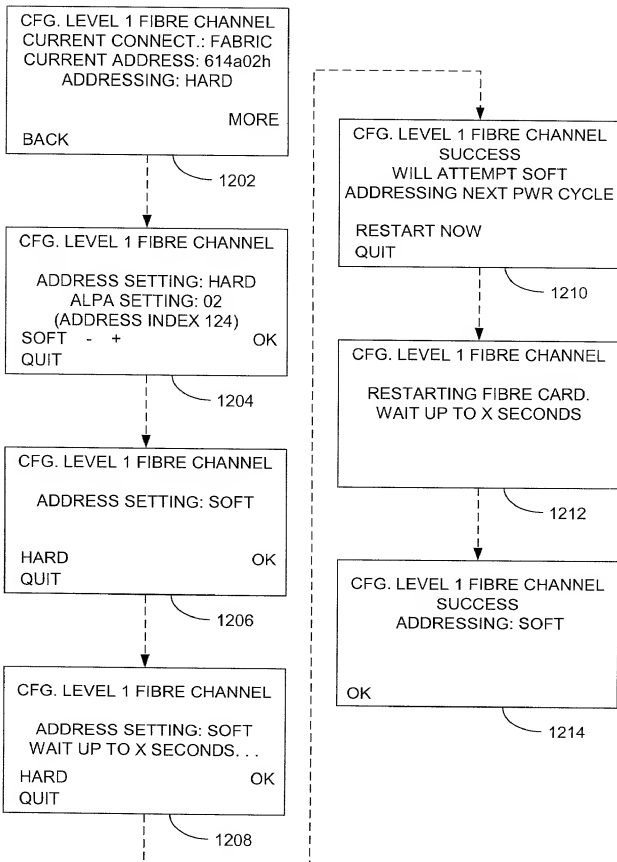 CFG. LEVEL 1 FIBRE CHANNEL
CURRENT CONNECT.: FABRIC
CURRENT ADDRESS: 614a02h
ADDRESSING: HARD
MORE
BACK
1202
CFG. LEVEL 1 FIBRE CHANNEL
ADDRESS SETTING: HARD
ALPA SETTING: 02
(ADDRESS INDEX 124)
SOFT - + OK
QUIT
1204
CFG. LEVEL 1 FIBRE CHANNEL
ADDRESS SETTING: SOFT
HARD OK
QUIT
1206
CFG. LEVEL 1 FIBRE CHANNEL
ADDRESS SETTING: SOFT
WAIT UP TO X SECONDS. . .
HARD OK
QUIT
1208
CFG. LEVEL 1 FIBRE CHANNEL
SUCCESS
WILL ATTEMPT SOFT
ADDRESSING NEXT PWR CYCLE
RESTART NOW
QUIT
1210
CFG. LEVEL 1 FIBRE CHANNEL
RESTARTING FIBRE CARD.
WAIT UP TO X SECONDS
1212
CFG. LEVEL 1 FIBRE CHANNEL
SUCCESS
ADDRESSING: SOFT
OK
1214